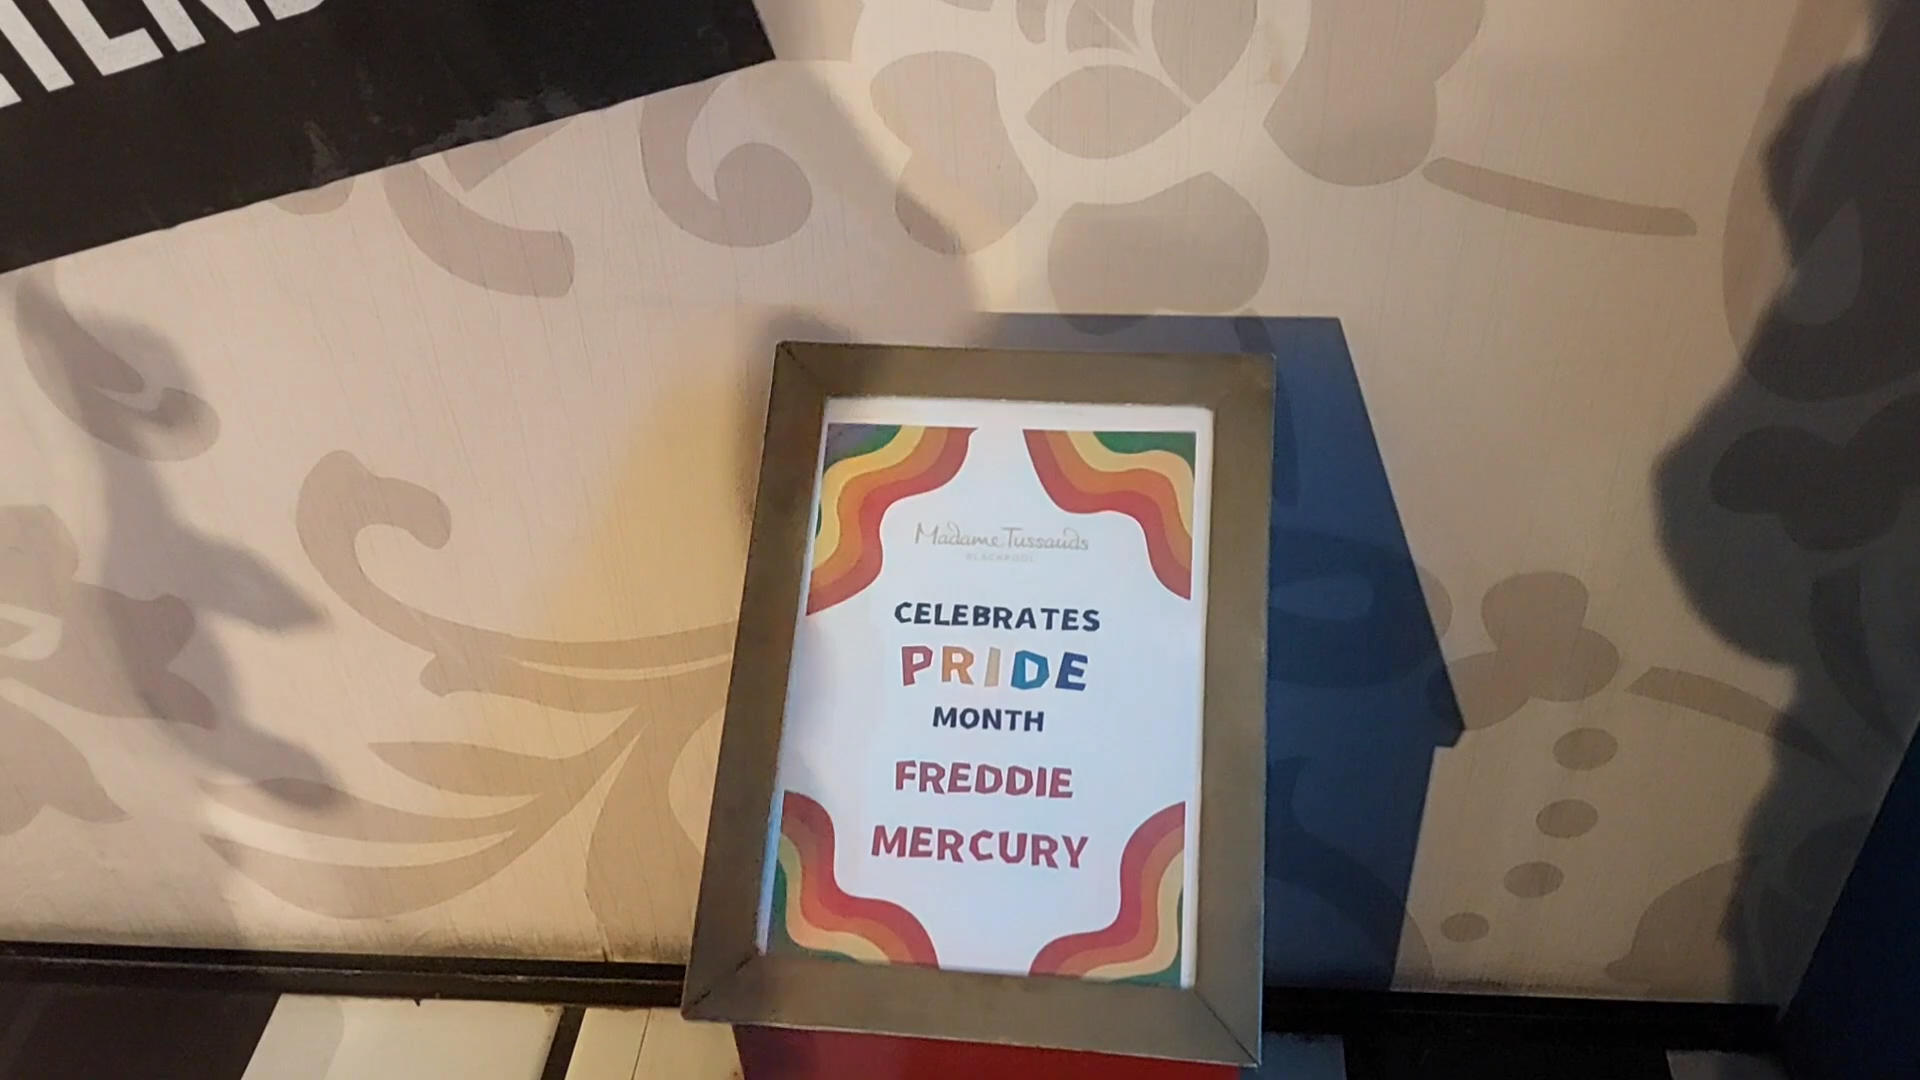 Madame Tussauds
BLACKPOOL
CELEBRATES
PRIDE
MONTH
FREDDIE
MERCURY